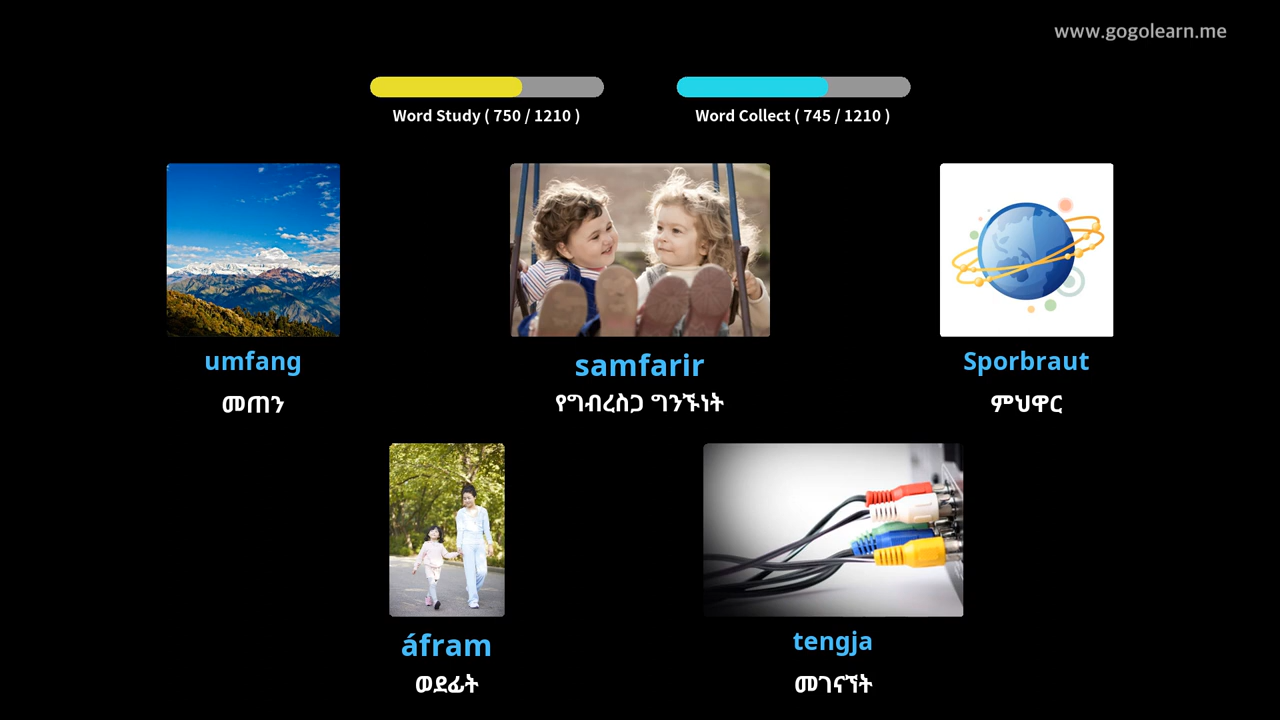 www.gogolearn.me
Word Study ( 750 / 1210 )
Word Collect ( 745 / 1210 )
umfang
መጠን
samfarir
የግብረስጋ ግንኙነት
Sporbraut
ምህዋር
áfram
ወደፊት
tengja
መገናኘት